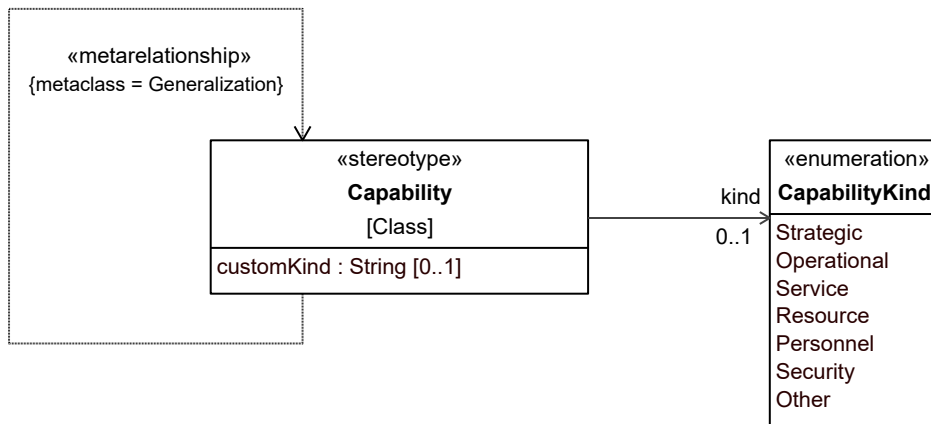 «metarelationship»
{metaclass = Generalization}
«stereotype»
Capability
[Class]
customKind : String [0..1]
kind
0..1
«enumeration»
CapabilityKind
Strategic
Operational
Service
Resource
Personnel
Security
Other